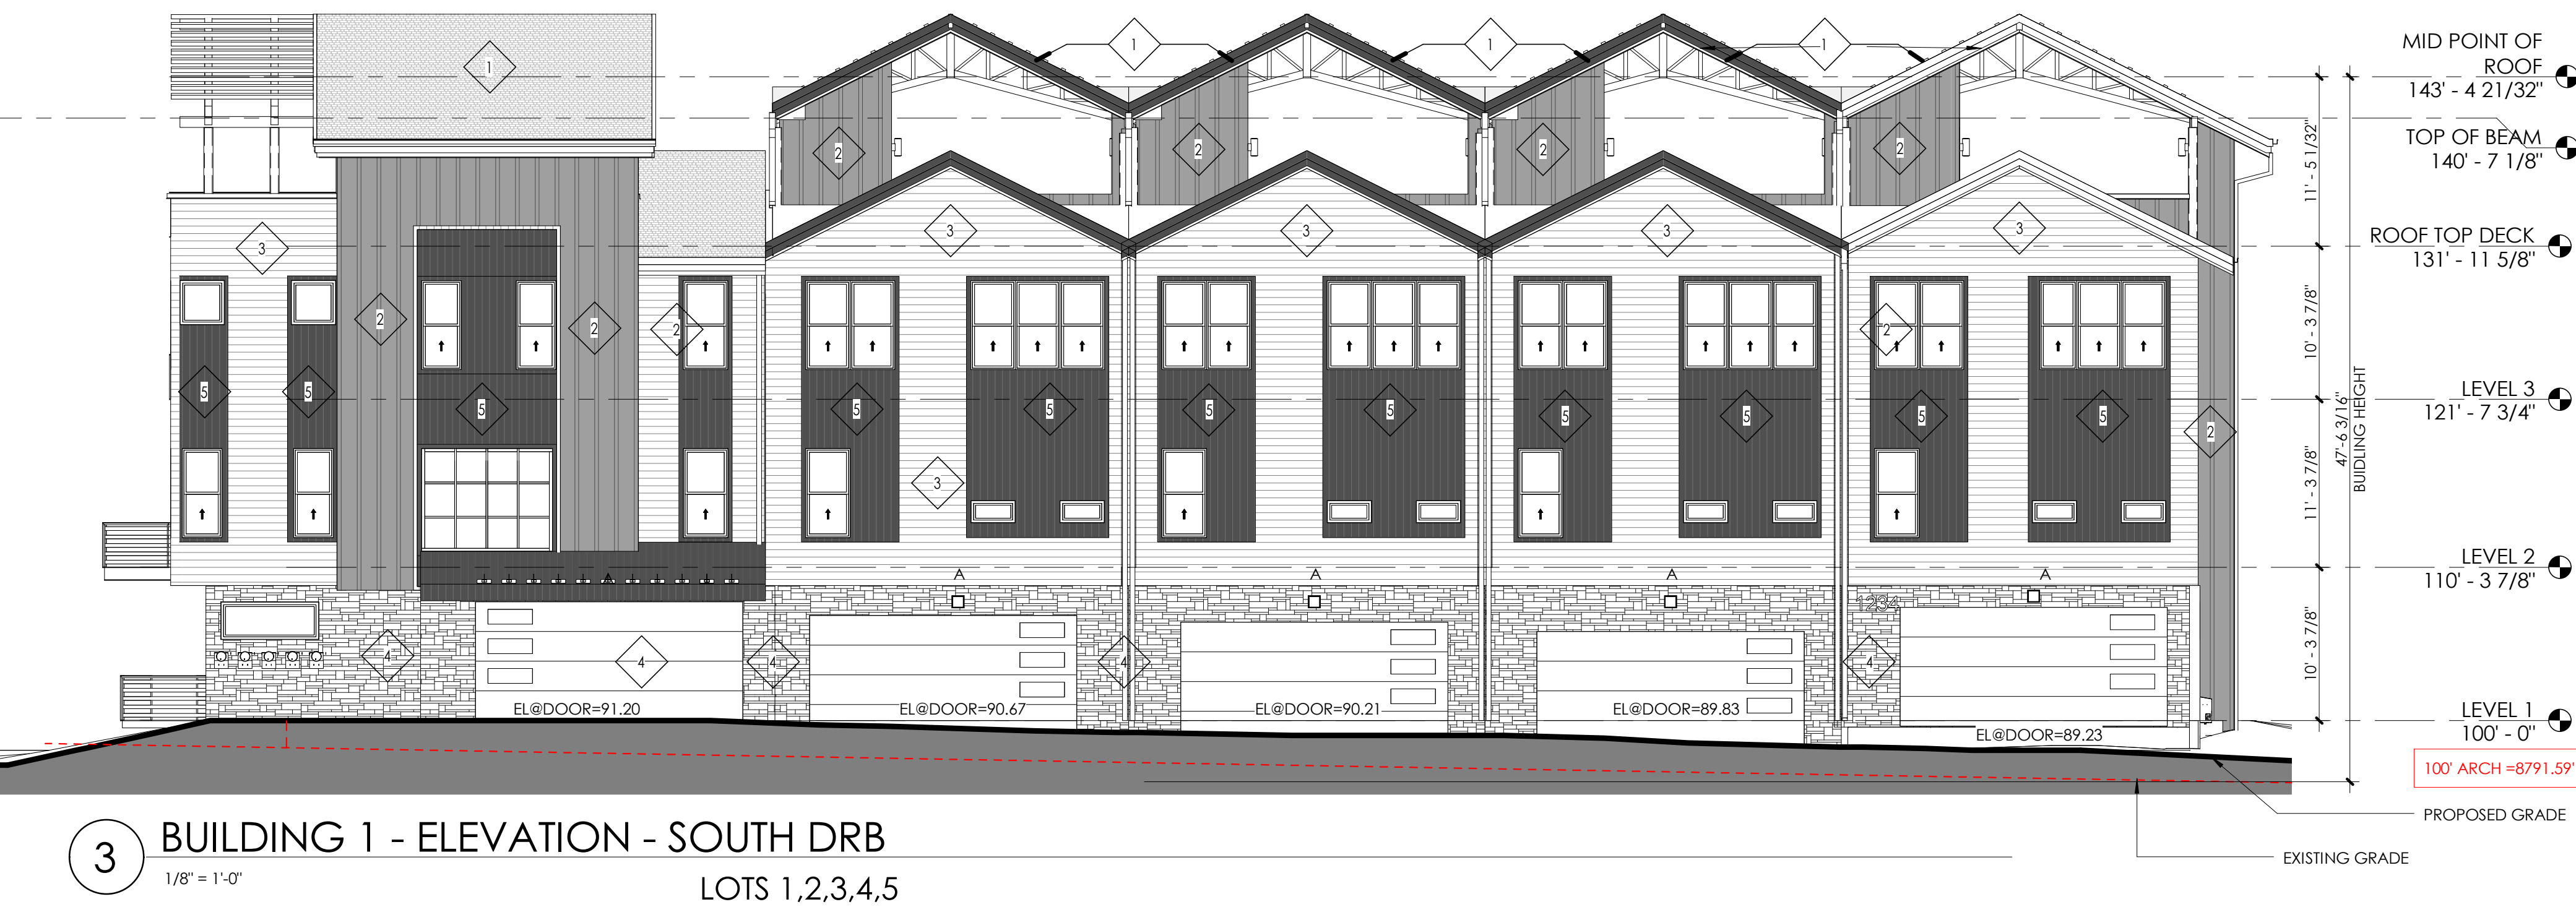 MID POINT OF
ROOF
143' - 4 21/32"
TOP OF BEAM
140' - 7 1/8"
ROOF TOP DECK
131' - 11 5/8"
LEVEL 3
121' - 7 3/4"
LEVEL 2
110' - 3 7/8"
LEVEL 1
100' - 0"
100' ARCH =8791.59'
11' - 5 1/32"
10' - 3 7/8"
11' - 3 7/8"
10' - 3 7/8"
47'-6 3/16"
BUIDLING HEIGHT
1
1
1
1
2
2
2
2
3
3
3
3
3
2
2
2
2
5
5
5
5
5
5
5
5
5
5
5
2
3
A
A
A
A
A
1234
4
4
4
4
4
EL@DOOR=91.20
EL@DOOR=90.67
EL@DOOR=90.21
EL@DOOR=89.83
EL@DOOR=89.23
PROPOSED GRADE
EXISTING GRADE
3
BUILDING 1 - ELEVATION - SOUTH DRB
1/8" = 1'-0"
LOTS 1,2,3,4,5